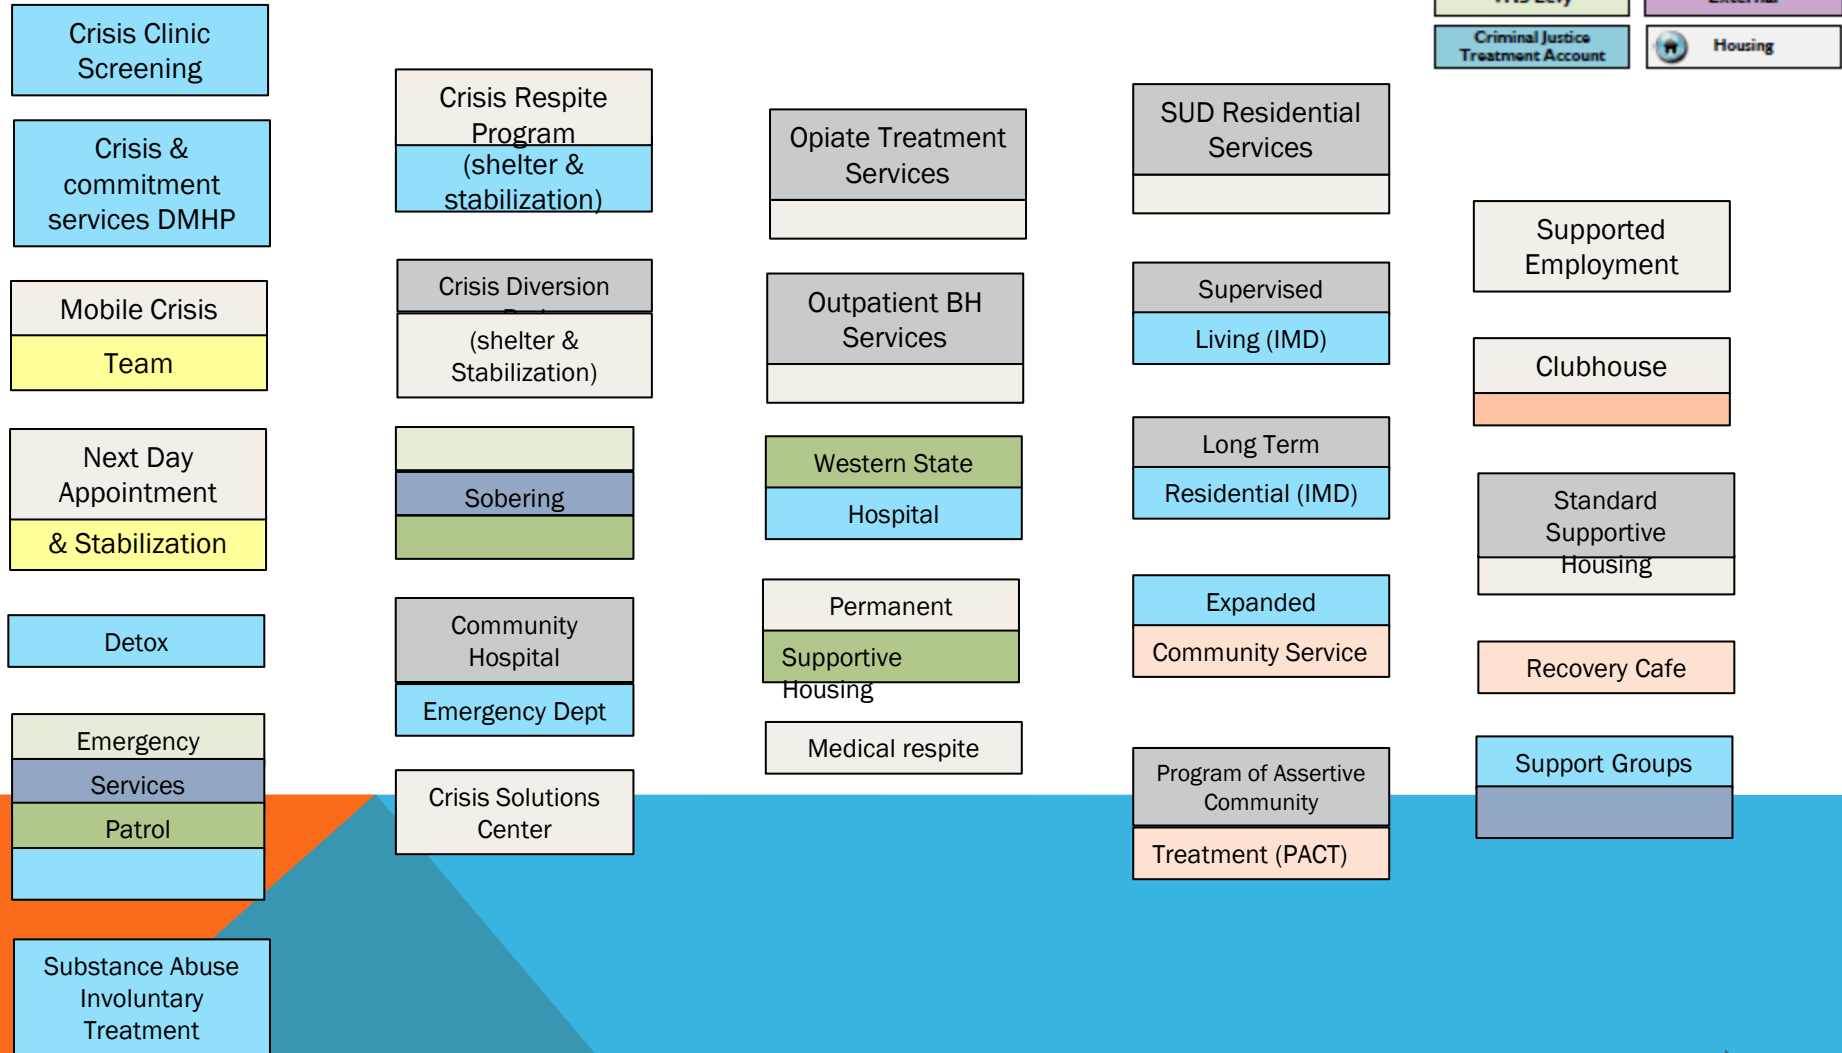 Crisis Clinic
Screening
Crisis &
commitment
services DMHP
Mobile Crisis
Team
Next Day
Appointment
& Stabilization
Detox
Emergency
Services
Patrol
Substance Abuse
Involuntary
Treatment
Crisis Respite
Program
(shelter &
stabilization)
Crisis Diversion
(shelter &
Stabilization)
Sobering
Community
Hospital
Emergency Dept
Crisis Solutions
Center
Opiate Treatment
Services
Outpatient BH
Services
Western State
Hospital
Permanent
Supportive
Housing
Medical respite
SUD Residential
Services
Supervised
Living (IMD)
Long Term
Residential (IMD)
Expanded
Community Service
Program of Assertive
Community
Treatment (PACT)
External
Criminal Justice
Treatment Account
Housing
Supported
Employment
Clubhouse
Standard
Supportive
Housing
Recovery Cafe
Support Groups